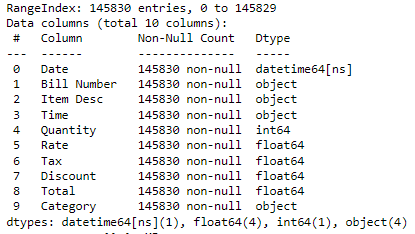 RangeIndex: 145830 entries, 0 to 145829
Data columns (total 10 columns):
 #   Column       Non-Null Count   Dtype
---  ------       --------------   -----
 0   Date         145830 non-null  datetime64[ns]
 1   Bill Number  145830 non-null  object
 2   Item Desc    145830 non-null  object
 3   Time         145830 non-null  object
 4   Quantity     145830 non-null  int64
 5   Rate         145830 non-null  float64
 6   Tax          145830 non-null  float64
 7   Discount     145830 non-null  float64
 8   Total        145830 non-null  float64
 9   Category     145830 non-null  object
dtypes: datetime64[ns](1), float64(4), int64(1), object(4)